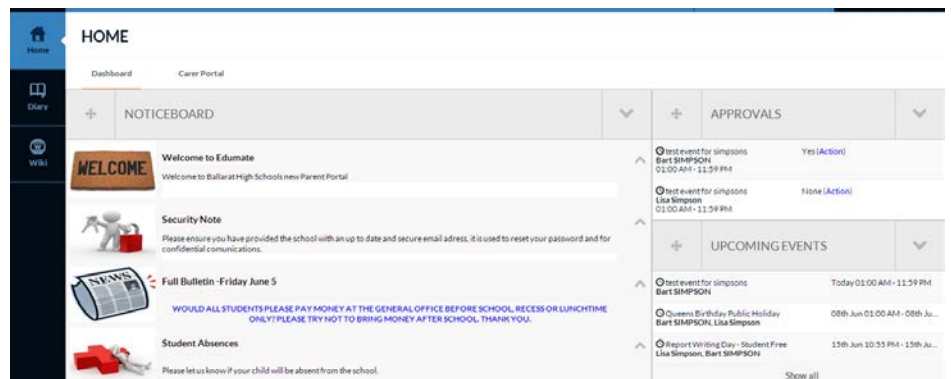 Home
Diary
Wiki
HOME
Dashboard
Carer Portal
NOTICEBOARD
WELCOME
Welcome to Edumate
Welcome to Ballarat High Schools new Parent Portal
Security Note
Please ensure you have provided the school with an up to date and secure email adress, it is used to reset your password and for
confidential comunications.
NEWS
Full Bulletin -Friday June 5
WOULD ALL STUDENTS PLEASE PAY MONEY AT THE GENERAL OFFICE BEFORE SCHOOL, RECESS OR LUNCHTIME
ONLY? PLEASE TRY NOT TO BRING MONEY AFTER SCHOOL. THANK YOU.
Student Absences
Please let us know if your child will be absent from the school.
APPROVALS
test event for simpsons Yes (Action)
Bart SIMPSON
01:00 AM - 11:59 PM
test event for simpsons None (Action)
Lisa Simpson
01:00 AM - 11:59 PM
UPCOMING EVENTS
test event for simpsons Today 01:00 AM - 11:59 PM
Bart SIMPSON
Queens Birthday Public Holiday 08th Jun 01:00 AM - 08th Ju...
Bart SIMPSON, Lisa Simpson
Report Writing Day - Student Free 15th Jun 10:55 PM - 15th Ju...
Lisa Simpson, Bart SIMPSON
Show all